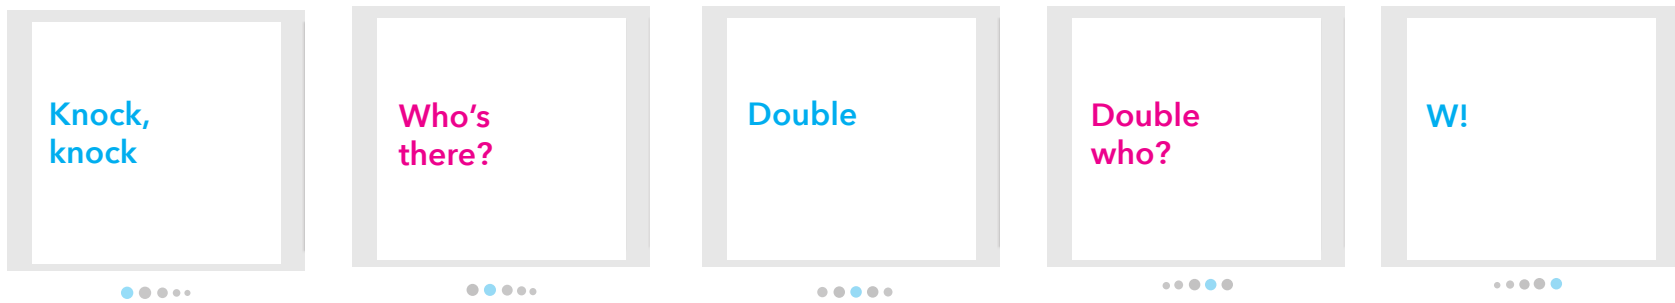 Knock,
knock
Who’s
there?
Double
Double
who?
W!